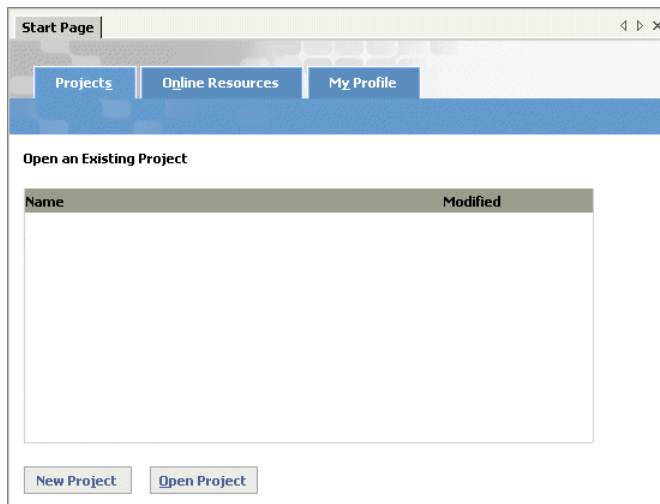 Start Page
Projects
Online Resources
My Profile
Open an Existing Project
Name Modified
New Project Open Project